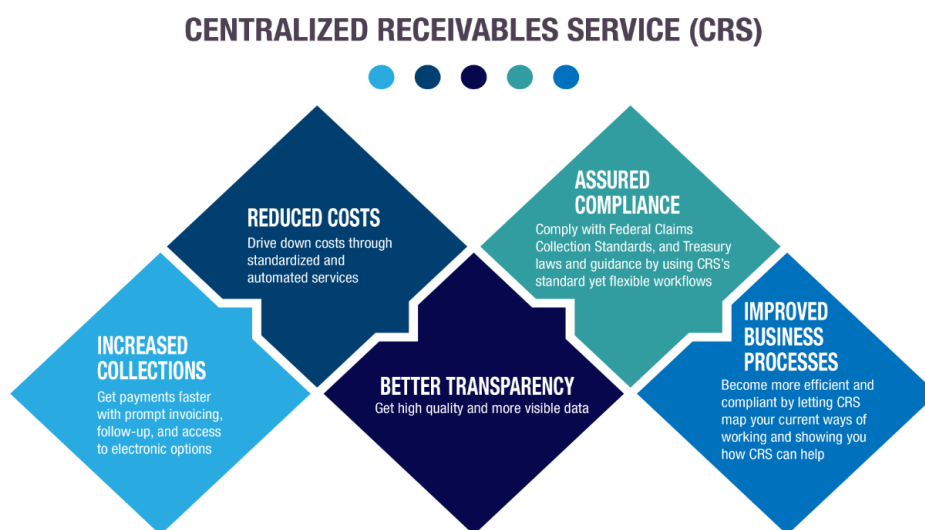 CENTRALIZED RECEIVABLES SERVICE (CRS)
INCREASED
COLLECTIONS
Get payments faster
with prompt invoicing,
follow-up, and access
to electronic options
REDUCED COSTS
Drive down costs through
standardized and
automated services
BETTER TRANSPARENCY
Get high quality and more visible data
ASSURED
COMPLIANCE
Comply with Federal Claims
Collection Standards, and Treasury
laws and guidance by using CRS's
standard yet flexible workflows
IMPROVED
BUSINESS
PROCESSES
Become more efficient and
compliant by letting CRS
map your current ways of
working and showing you
how CRS can help